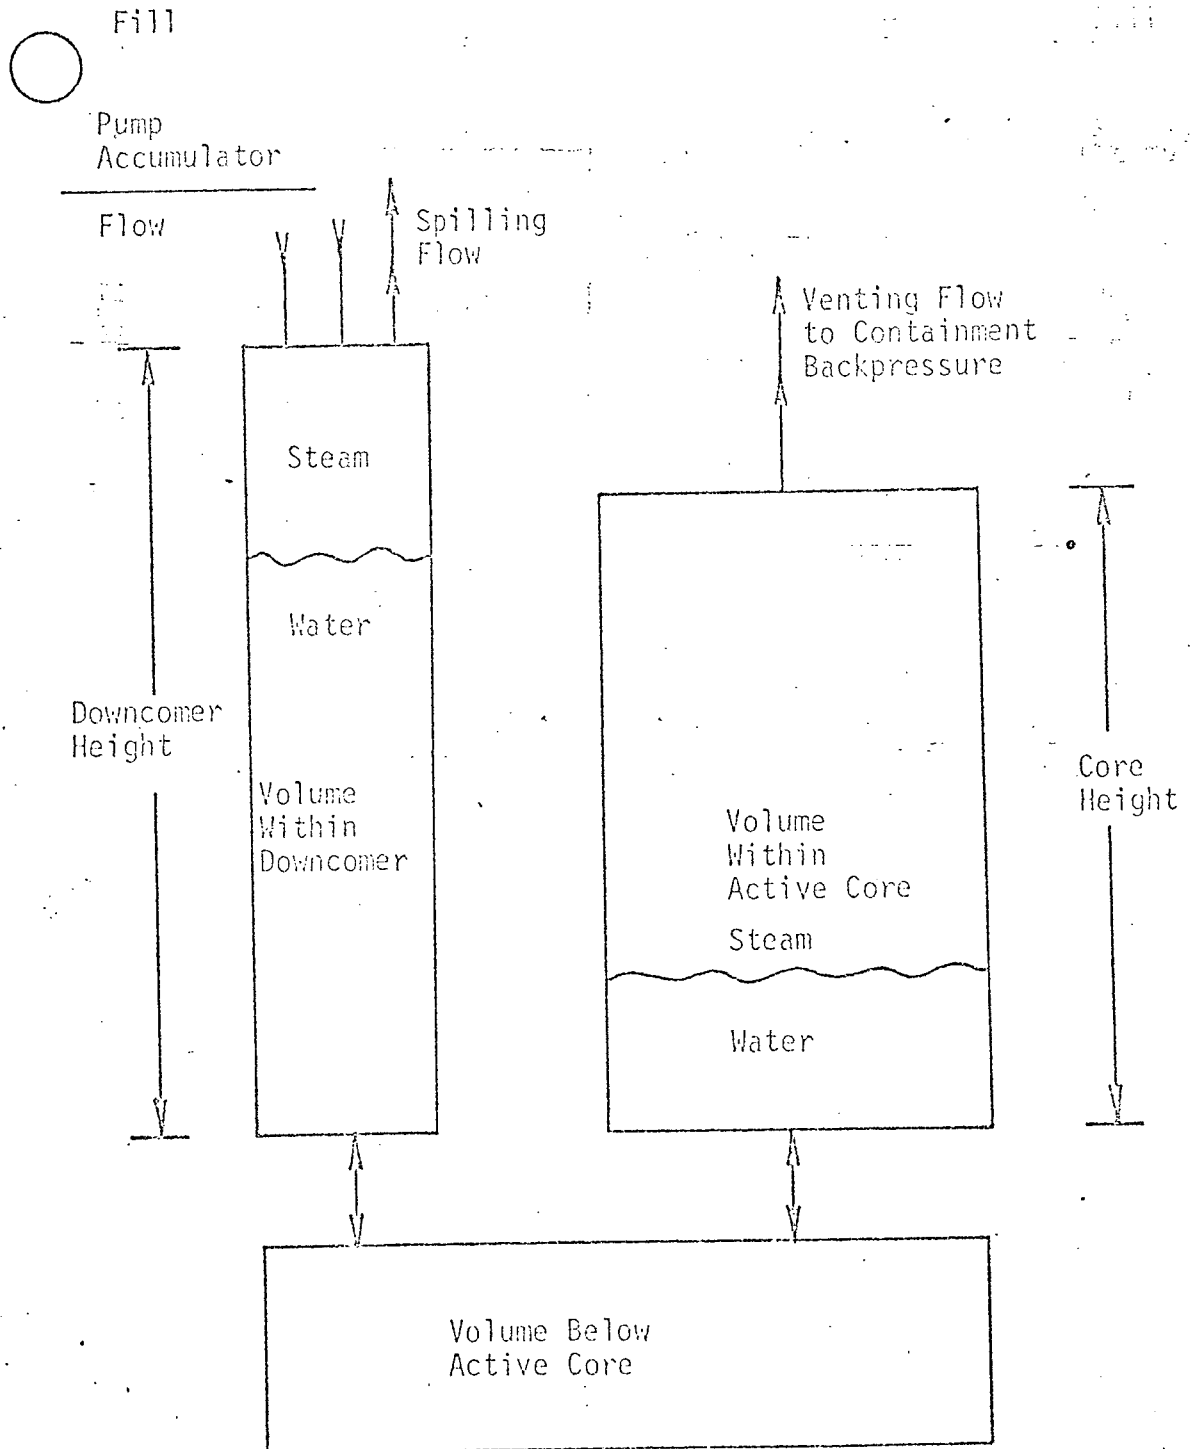 Fill
Pump
Accumulator
Flow
Spilling
Flow
Venting Flow
to Containment
Backpressure
Steam
Water
Downcomer
Height
Volume
Within
Downcomer
Core
Height
Volume
Within
Active Core
Steam
Water
Volume Below
Active Core